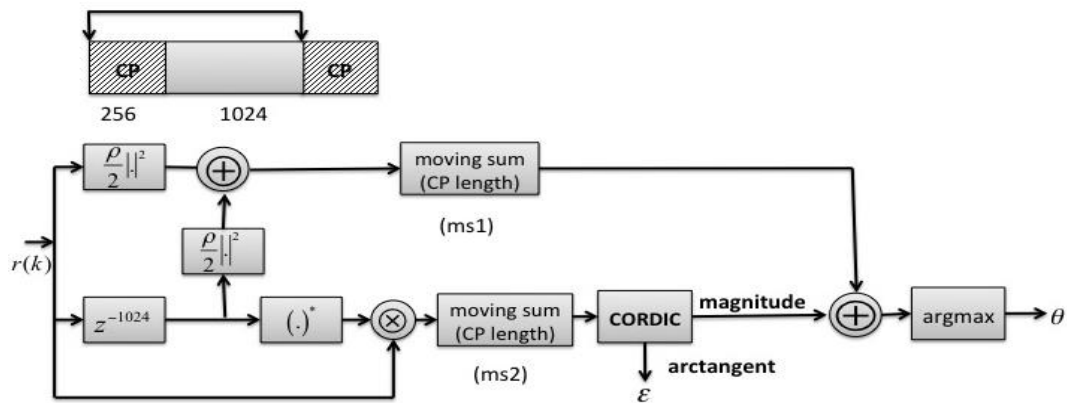 CP CP
256 1024
ρ/2 |.|²
+
moving sum
(CP length)
(ms1)
ρ/2 |.|²
r(k)
z⁻¹⁰²⁴
(.)*
×
moving sum
(CP length)
(ms2)
CORDIC
magnitude
arctangent
ε
+
argmax
θ